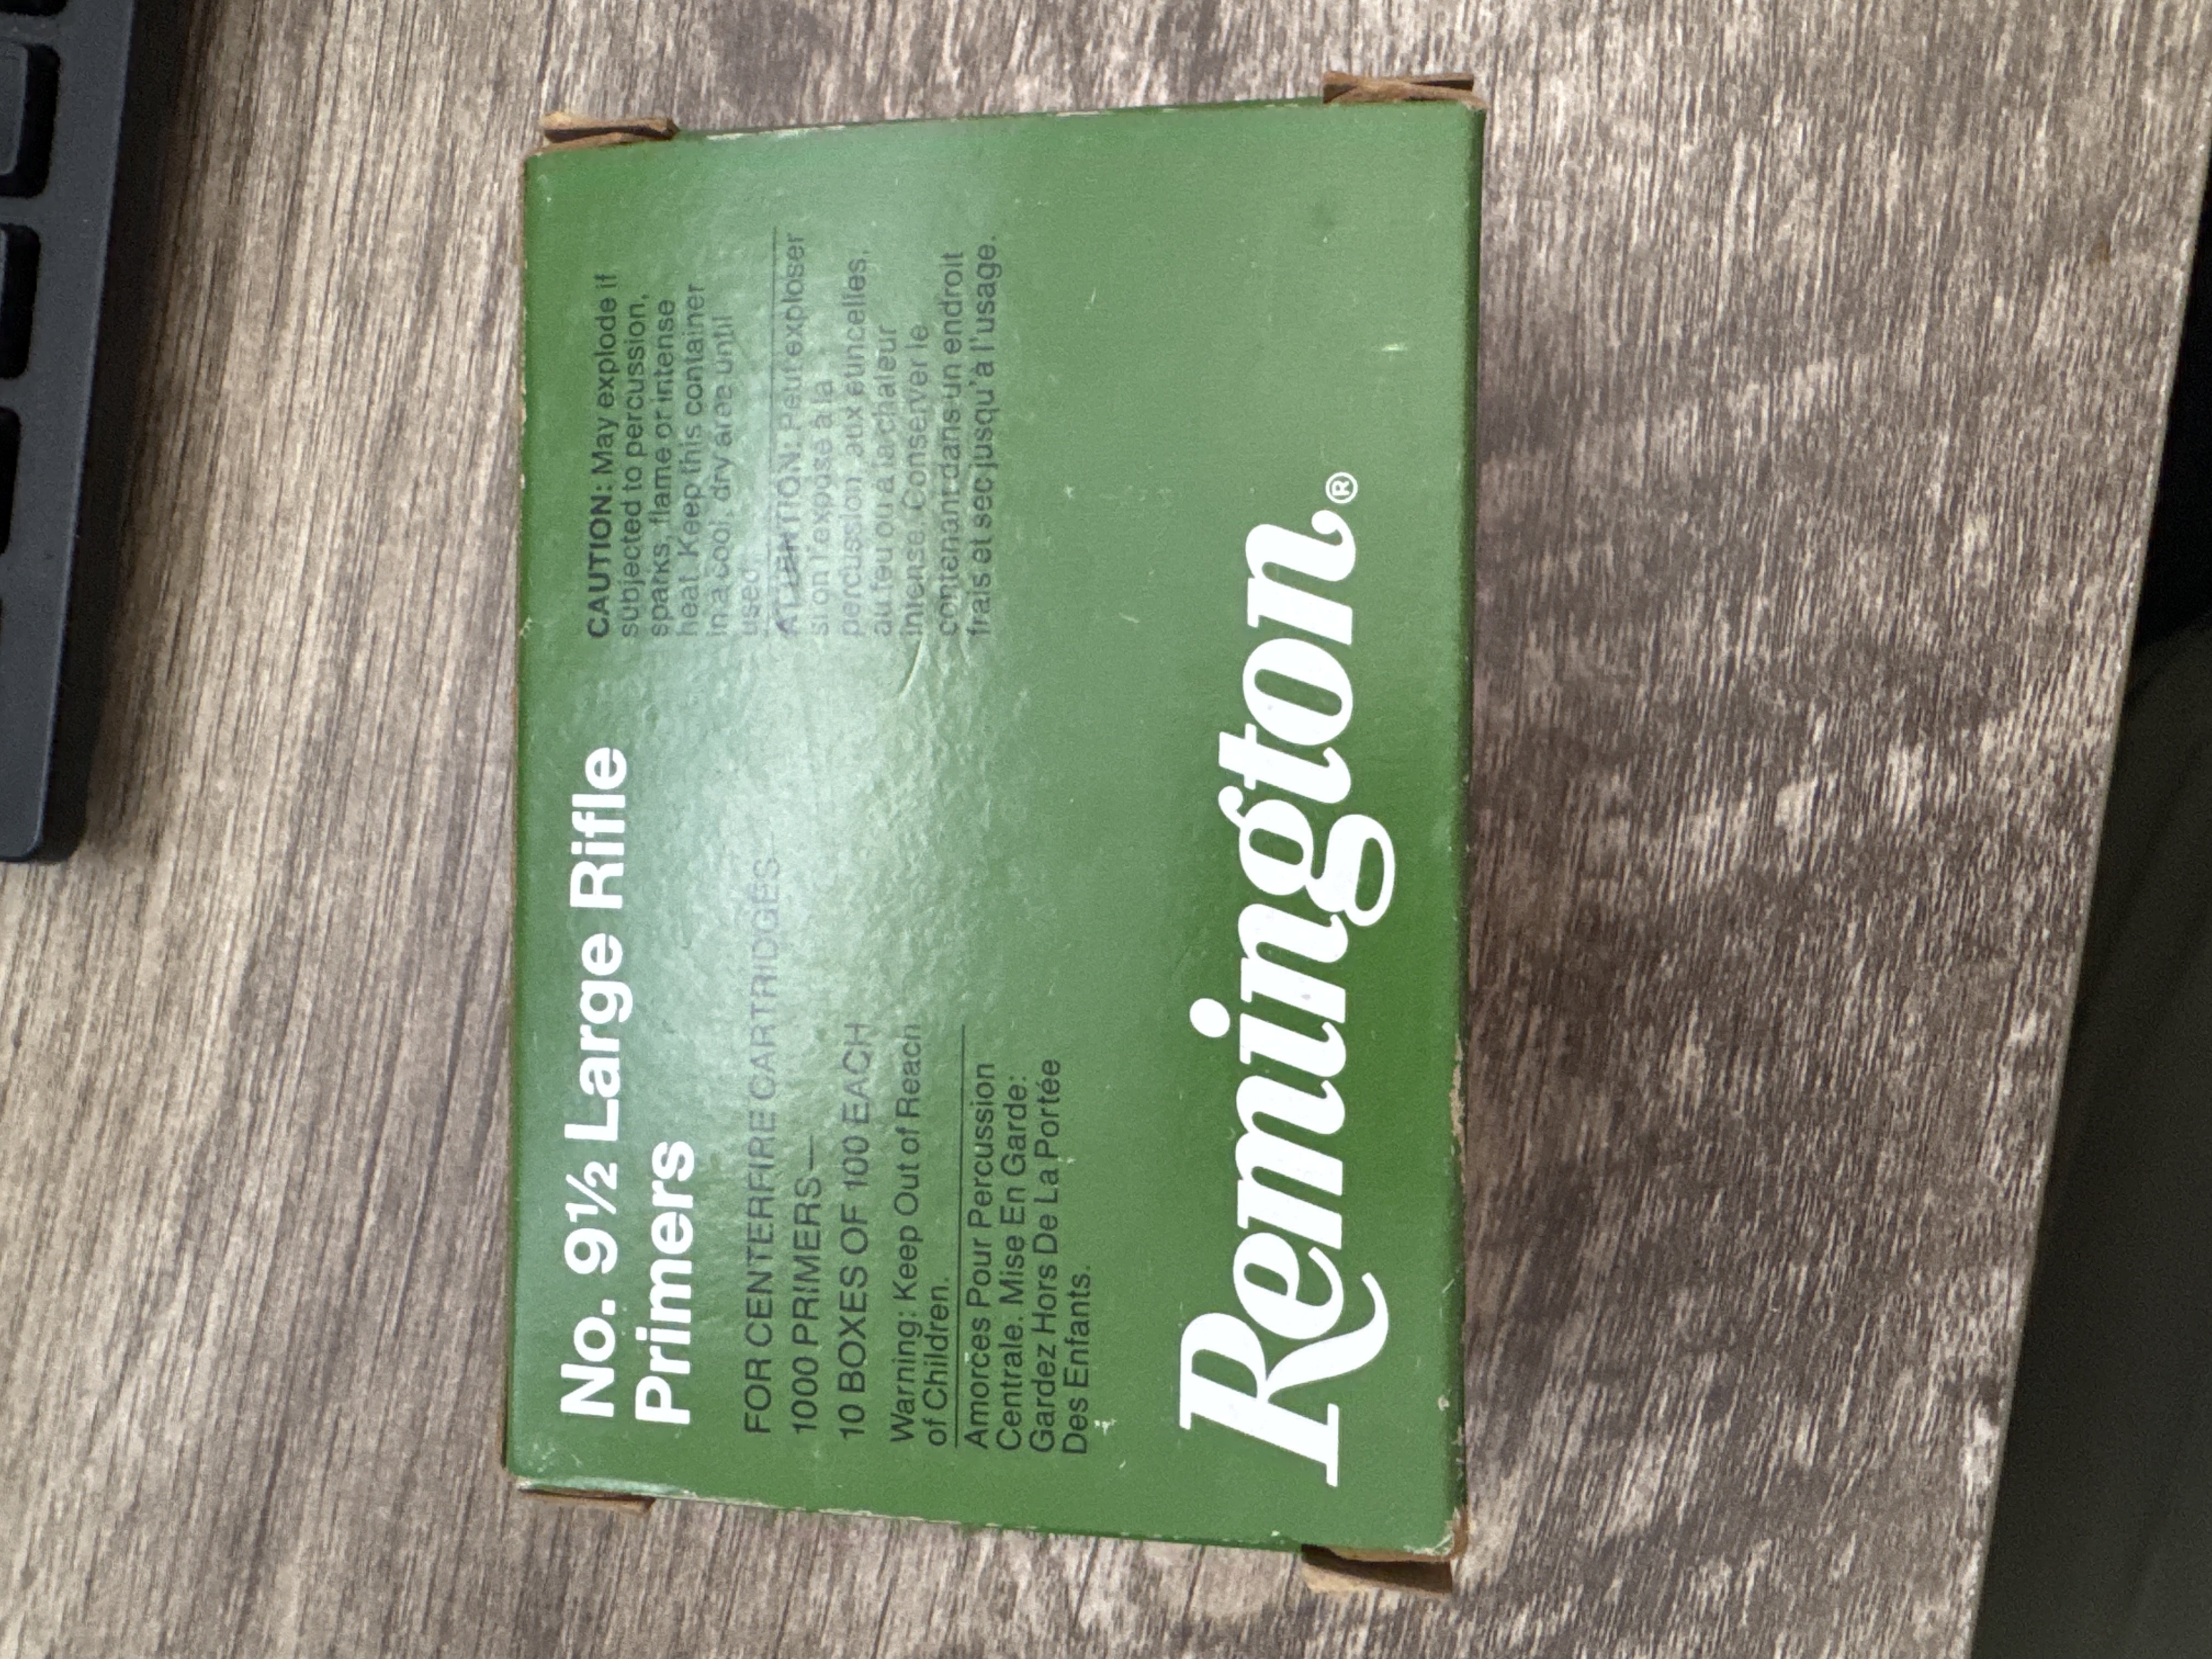 No. 9½ Large Rifle
Primers
FOR CENTERFIRE CARTRIDGES—
1000 PRIMERS—
10 BOXES OF 100 EACH
Warning: Keep Out of Reach
of Children.
Amorces Pour Percussion
Centrale. Mise En Garde:
Gardez Hors De La Portée
Des Enfants.
CAUTION: May explode if
subjected to percussion,
sparks, flame or intense
heat. Keep this container
in a cool, dry area until
used.
ATTENTION: Peut exploser
si on l'expose à la
percussion, aux étincelles,
au feu ou à la chaleur
intense. Conserver le
contenant dans un endroit
frais et sec jusqu'à l'usage.
Remington®